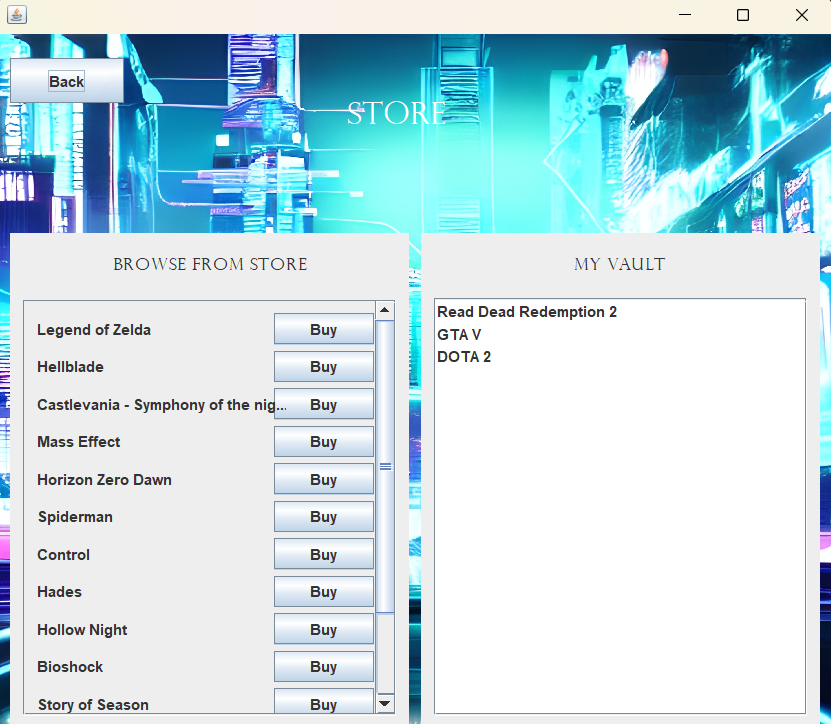 Back
STORE
BROWSE FROM STORE
Legend of Zelda Buy
Hellblade Buy
Castlevania - Symphony of the nig... Buy
Mass Effect Buy
Horizon Zero Dawn Buy
Spiderman Buy
Control Buy
Hades Buy
Hollow Night Buy
Bioshock Buy
Story of Season Buy
MY VAULT
Read Dead Redemption 2
GTA V
DOTA 2